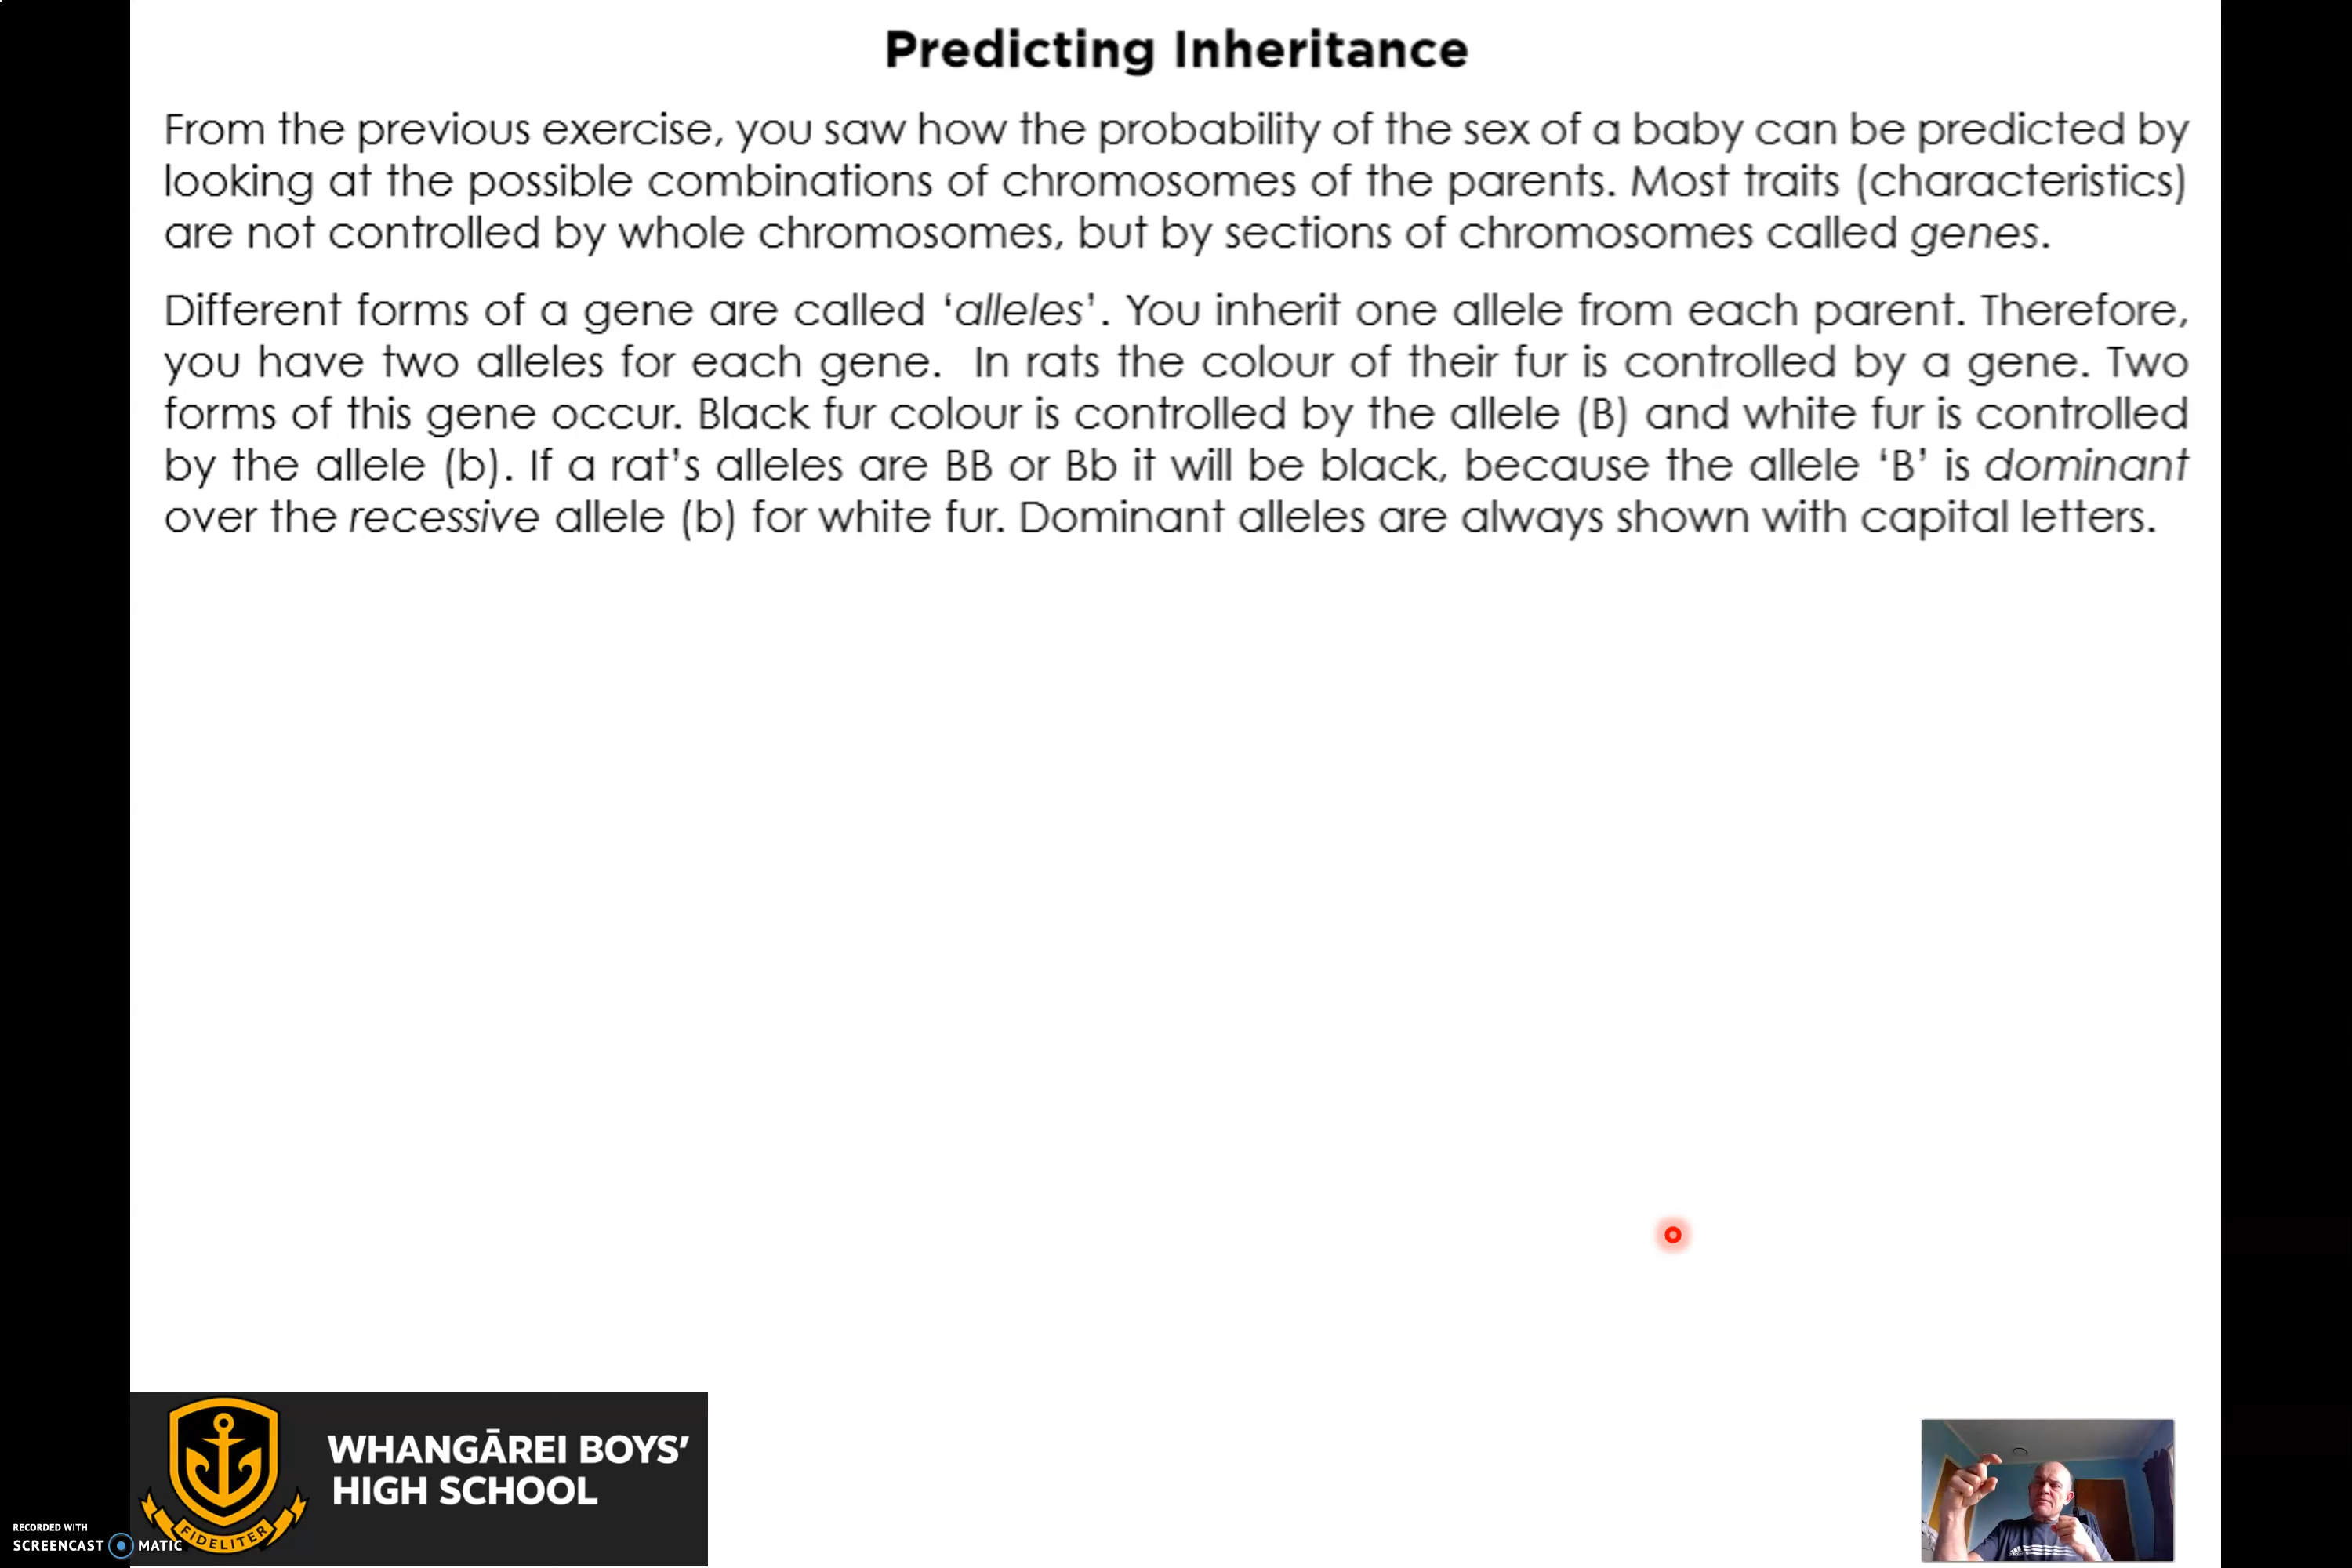 Predicting Inheritance
From the previous exercise, you saw how the probability of the sex of a baby can be predicted by
looking at the possible combinations of chromosomes of the parents. Most traits (characteristics)
are not controlled by whole chromosomes, but by sections of chromosomes called genes.
Different forms of a gene are called ‘alleles’. You inherit one allele from each parent. Therefore,
you have two alleles for each gene. In rats the colour of their fur is controlled by a gene. Two
forms of this gene occur. Black fur colour is controlled by the allele (B) and white fur is controlled
by the allele (b). If a rat’s alleles are BB or Bb it will be black, because the allele ‘B’ is dominant
over the recessive allele (b) for white fur. Dominant alleles are always shown with capital letters.
WHANGĀREI BOYS’
HIGH SCHOOL
FIDELITER
RECORDED WITH
SCREENCAST MATIC